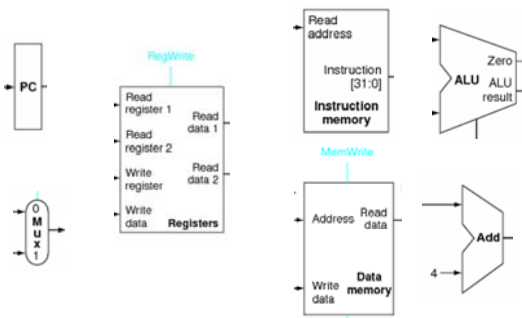 PC
RegWrite
Read
register 1
Read
register 2
Write
register
Write
data
Read
data 1
Read
data 2
Registers
0
M
u
x
1
Read
address
Instruction
[31:0]
Instruction
memory
MemWrite
Address
Read
data
Write
data
Data
memory
Zero
ALU
ALU
result
Add
4